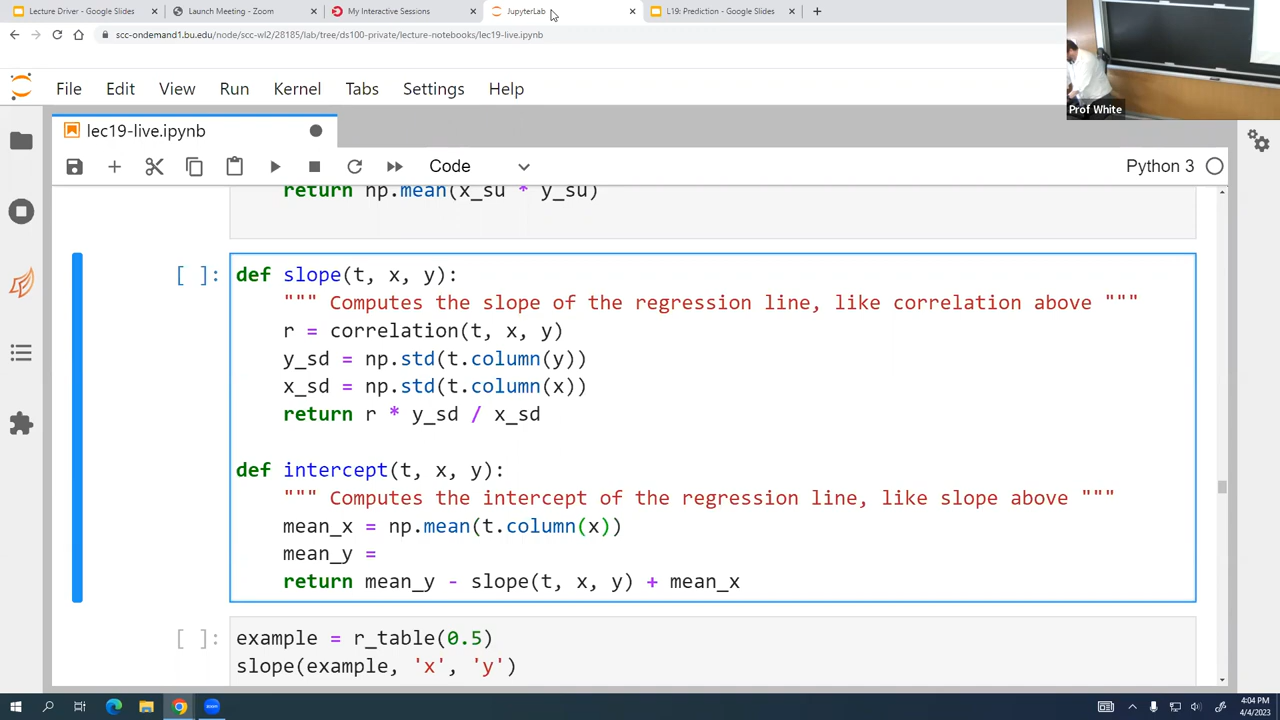 Lecture Driver - Google Slides
Launch Meeting - Zoom
My Interactive Sessions
JupyterLab
L19: Prediction - Google Slides
scc-ondemand1.bu.edu/node/scc-wl2/28185/lab/tree/ds100-private/lecture-notebooks/lec19-live.ipynb
File Edit View Run Kernel Tabs Settings Help
Prof White
lec19-live.ipynb
Code
Python 3
return np.mean(x_su * y_su)
[ ]: def slope(t, x, y):
""" Computes the slope of the regression line, like correlation above """
r = correlation(t, x, y)
y_sd = np.std(t.column(y))
x_sd = np.std(t.column(x))
return r * y_sd / x_sd
def intercept(t, x, y):
""" Computes the intercept of the regression line, like slope above """
mean_x = np.mean(t.column(x))
mean_y =
return mean_y - slope(t, x, y) + mean_x
[ ]: example = r_table(0.5)
slope(example, 'x', 'y')
4:04 PM
4/4/2023